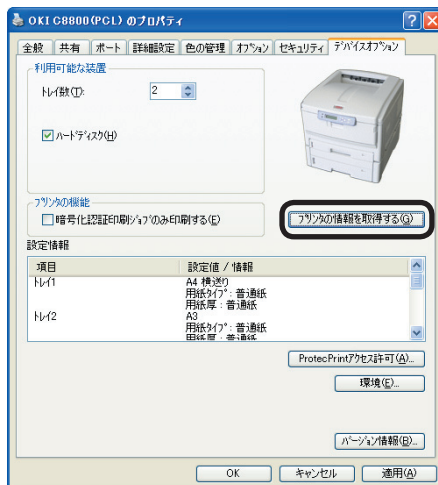 OKI C8800(PCL) のプロパティ
全般 共有 ポート 詳細設定 色の管理 オプション セキュリティ デバイスオプション
利用可能な装置
トレイ数(T): 2
ハードディスク(H)
プリンタの機能
暗号化認証印刷ジョブのみ印刷する(E)
プリンタの情報を取得する(G)
設定情報
項目 設定値 / 情報
トレイ1 A4 横送り
用紙タイプ: 普通紙
用紙厚: 普通紙
トレイ2 A3
用紙タイプ: 普通紙
用紙厚: 普通紙
ProtecPrintアクセス許可(A)...
環境(E)...
バージョン情報(B)...
OK キャンセル 適用(A)